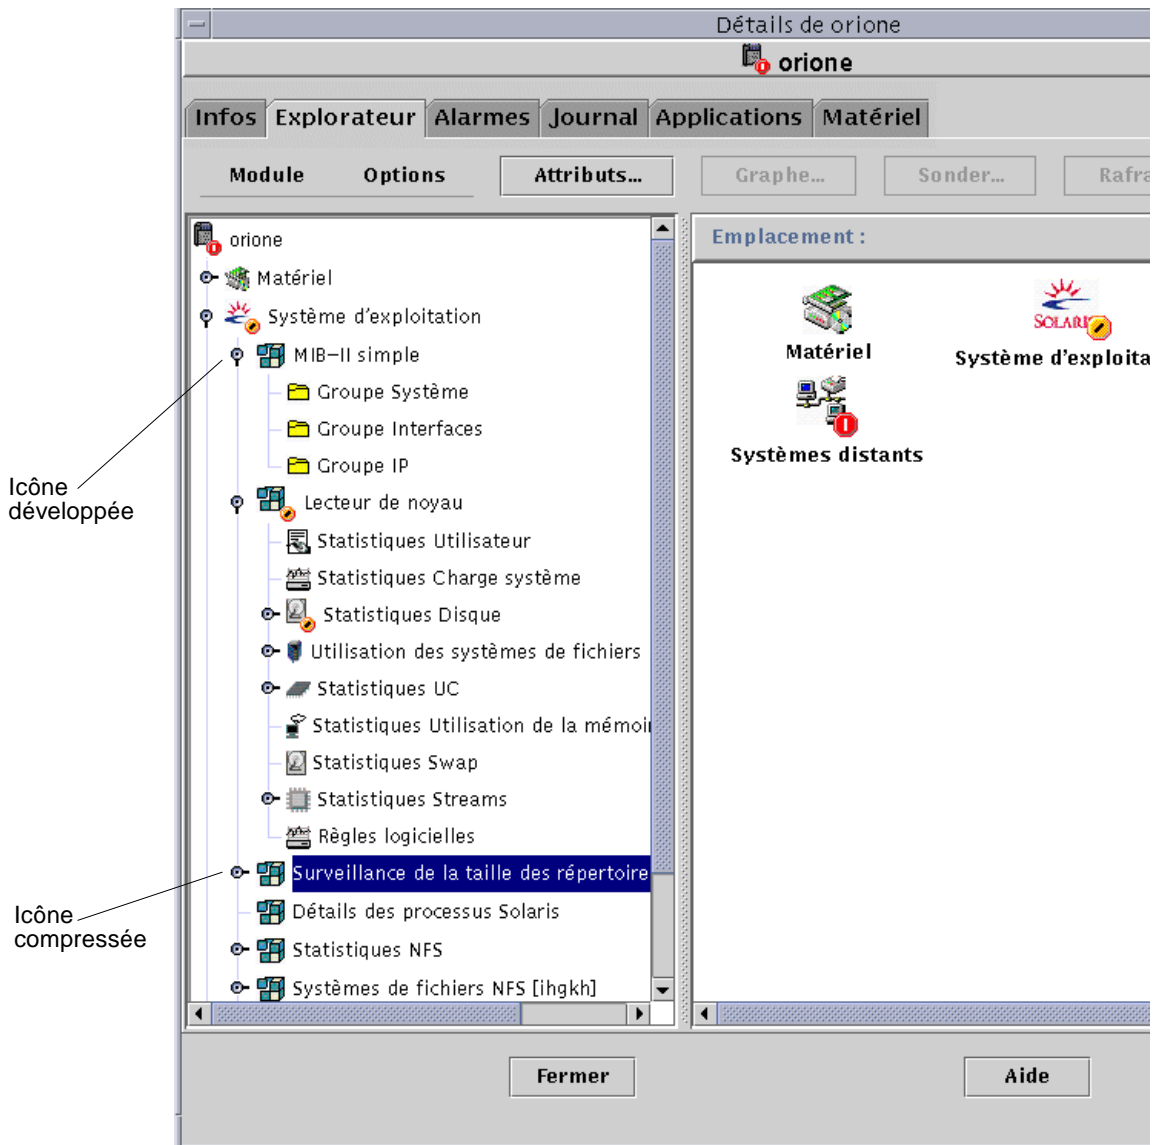 Détails de orione
orione
Infos Explorateur Alarmes Journal Applications Matériel
Module Options Attributs... Graphe... Sonder... Rafra
orione
Matériel
Système d'exploitation
MIB-II simple
Groupe Système
Groupe Interfaces
Groupe IP
Lecteur de noyau
Statistiques Utilisateur
Statistiques Charge système
Statistiques Disque
Utilisation des systèmes de fichiers
Statistiques UC
Statistiques Utilisation de la mémoi
Statistiques Swap
Statistiques Streams
Règles logicielles
Surveillance de la taille des répertoire
Détails des processus Solaris
Statistiques NFS
Systèmes de fichiers NFS [ihgkh]
Icône
développée
Icône
compressée
Emplacement :
Matériel
SOLARI
Système d'exploita
Systèmes distants
Fermer Aide